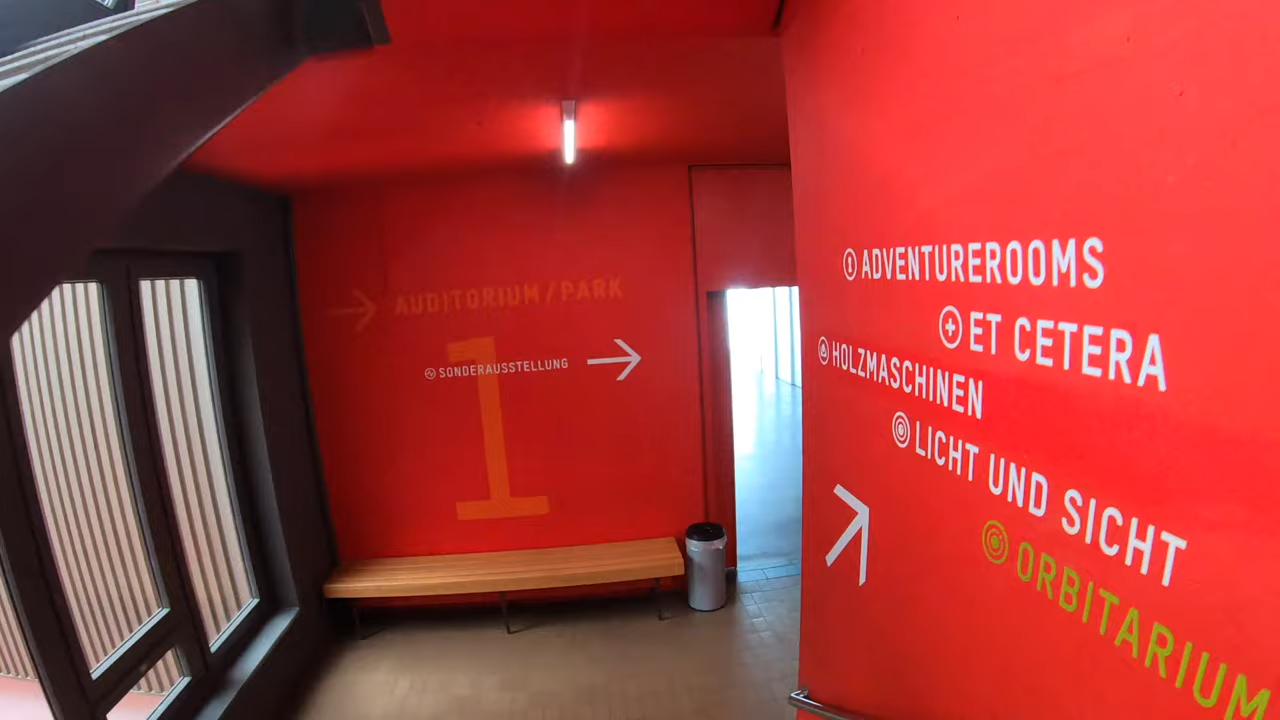 AUDITORIUM / PARK
SONDERAUSSTELLUNG
1
ADVENTUREROOMS
ET CETERA
HOLZMASCHINEN
LICHT UND SICHT
ORBITARIUM